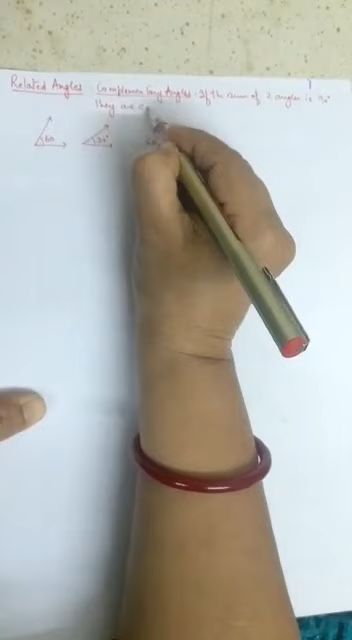 Related Angles Complementary Angles: If the sum of 2 angles is 90°
They are c
60 30°